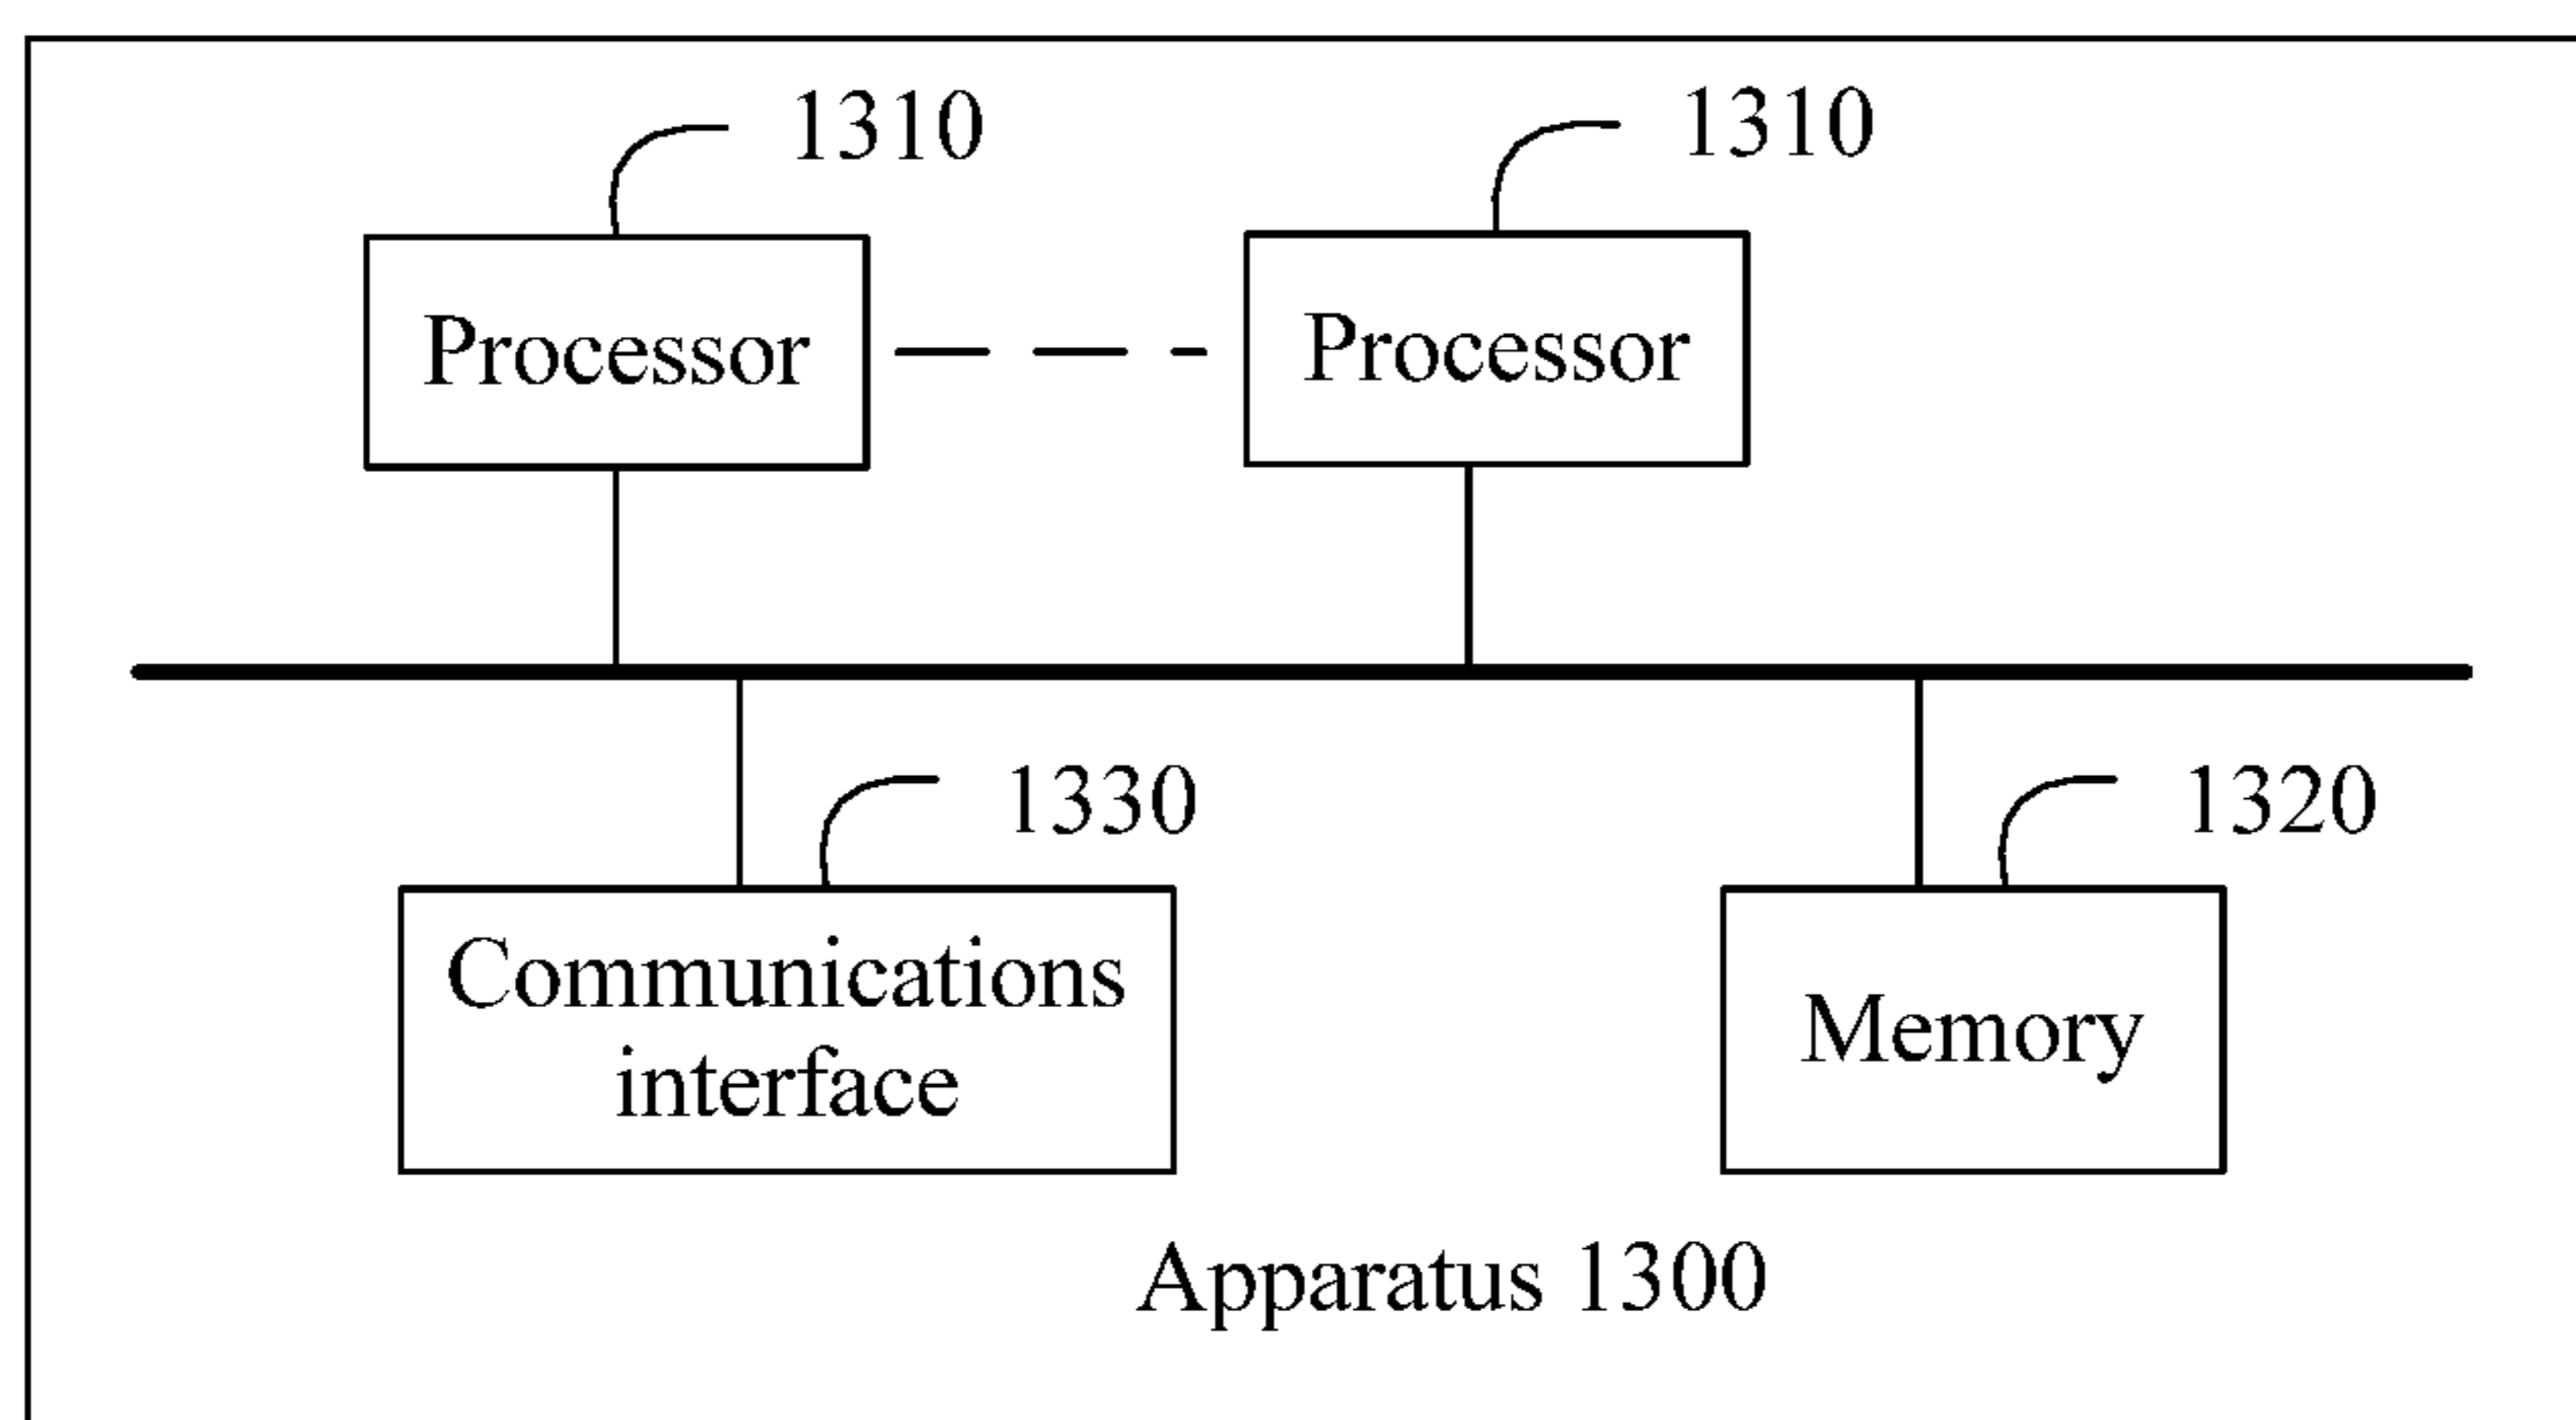 1310
1310
Processor
Processor
1330
1320
Communications
interface
Memory
Apparatus 1300